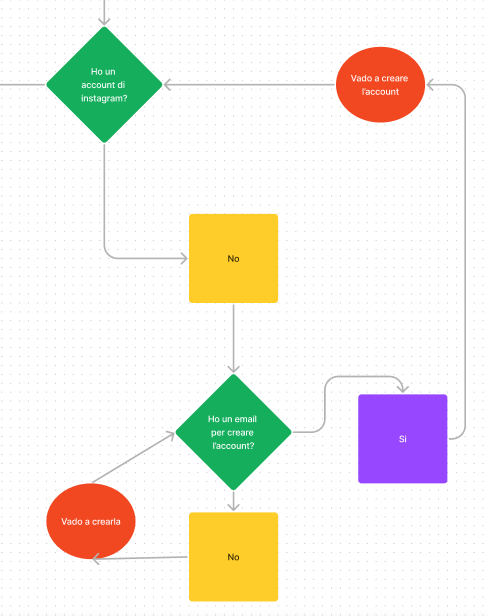 Ho un
account di
instagram?
Vado a creare
l'account
No
Ho un email
per creare
l'account?
Si
Vado a crearla
No